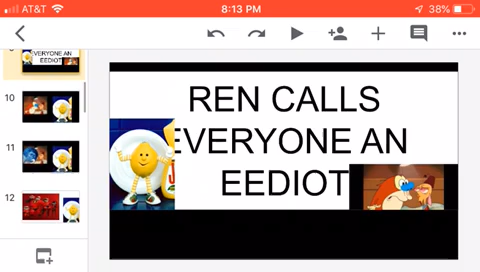 AT&T
8:13 PM
38%
EVERYONE AN
EEDIOT
10
11
12
REN CALLS
EVERYONE AN
EEDIOT